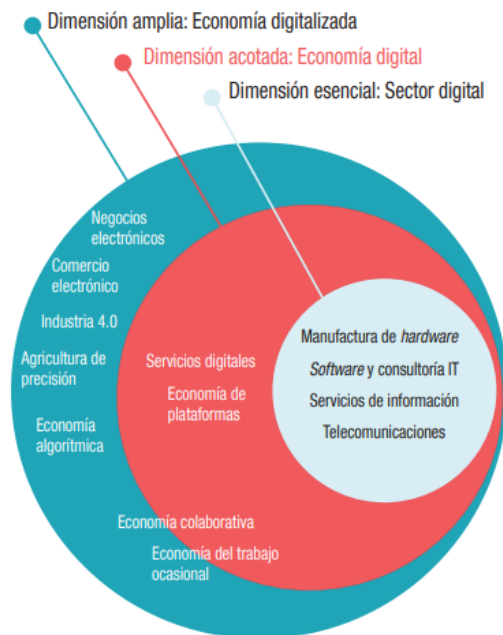 Dimensión amplia: Economía digitalizada
Dimensión acotada: Economía digital
Dimensión esencial: Sector digital
Negocios
electrónicos
Comercio
electrónico
Industria 4.0
Agricultura de
precisión
Economía
algorítmica
Servicios digitales
Economía de
plataformas
Economía colaborativa
Economía del trabajo
ocasional
Manufactura de hardware
Software y consultoría IT
Servicios de información
Telecomunicaciones